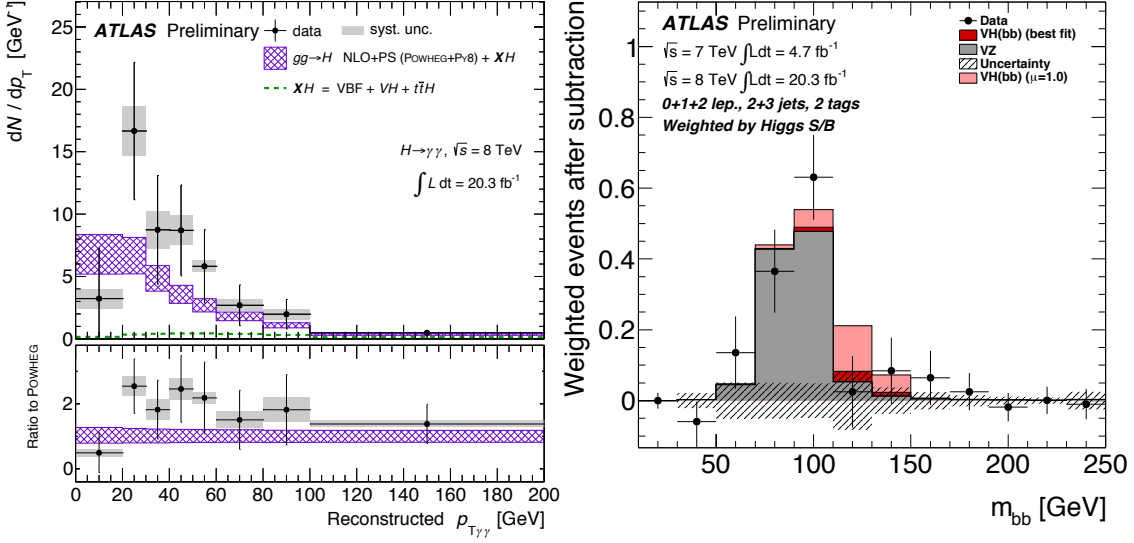 dN / dp_T [GeV⁻¹]
25
20
15
10
5
0
ATLAS Preliminary
data syst. unc.
gg→H NLO+PS (POWHEG+PY8) + XH
XH = VBF + VH + tt̄H
H→γγ, √s = 8 TeV
∫ L dt = 20.3 fb⁻¹
Ratio to POWHEG
2
0
0 20 40 60 80 100 120 140 160 180 200
Reconstructed p_Tγγ [GeV]
Weighted events after subtraction
1
0.8
0.6
0.4
0.2
0
ATLAS Preliminary
√s = 7 TeV ∫Ldt = 4.7 fb⁻¹
√s = 8 TeV ∫Ldt = 20.3 fb⁻¹
0+1+2 lep., 2+3 jets, 2 tags
Weighted by Higgs S/B
Data
VH(bb) (best fit)
VZ
Uncertainty
VH(bb) (μ=1.0)
50 100 150 200 250
m_bb [GeV]